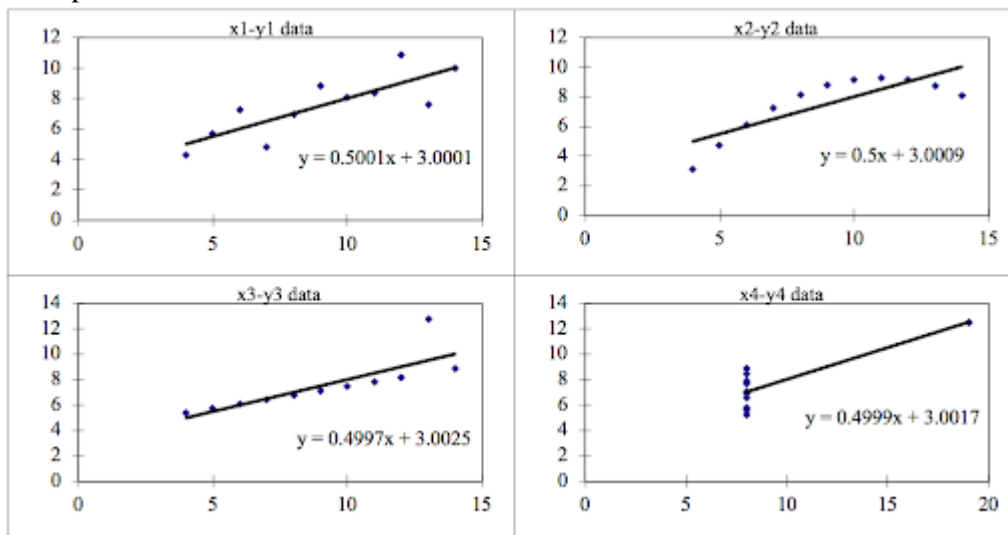 x1-y1 data
12
10
8
6
4
2
0
y = 0.5001x + 3.0001
0 5 10 15
x2-y2 data
12
10
8
6
4
2
0
y = 0.5x + 3.0009
0 5 10 15
x3-y3 data
14
12
10
8
6
4
2
0
y = 0.4997x + 3.0025
0 5 10 15
x4-y4 data
14
12
10
8
6
4
2
0
y = 0.4999x + 3.0017
0 5 10 15 20